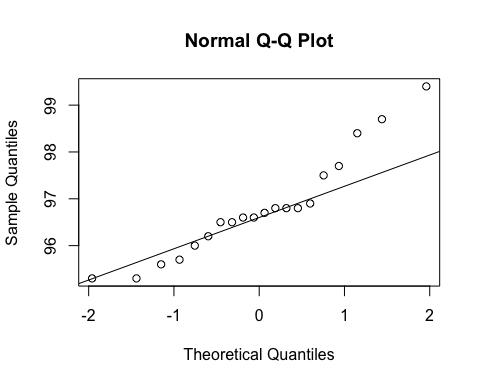 Normal Q-Q Plot
Sample Quantiles
99
98
97
96
-2 -1 0 1 2
Theoretical Quantiles